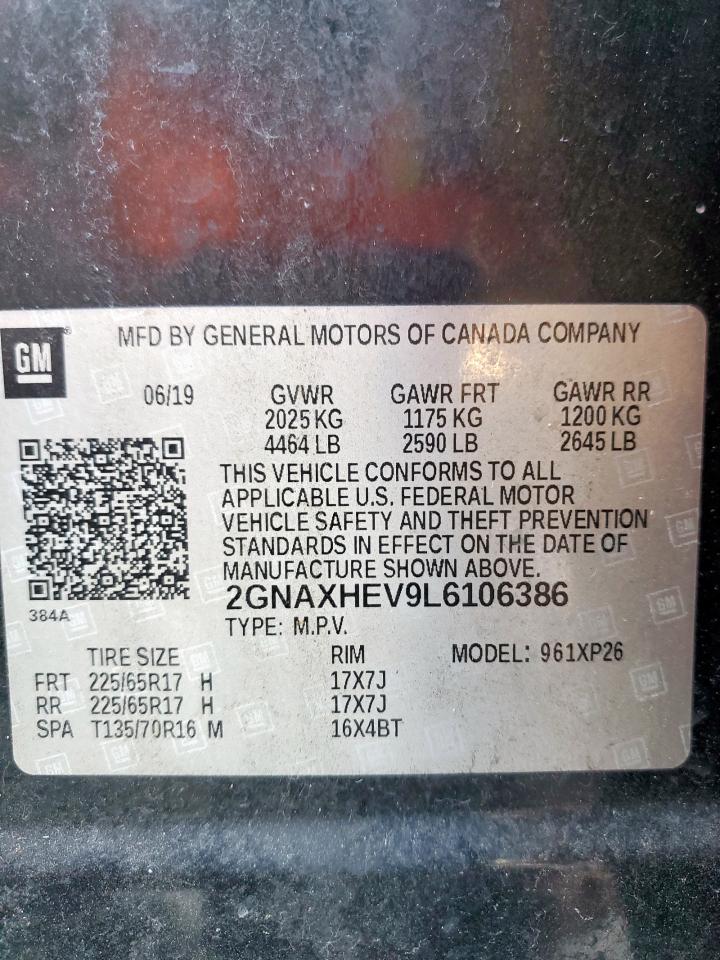 GM
MFD BY GENERAL MOTORS OF CANADA COMPANY
06/19 GVWR GAWR FRT GAWR RR
2025 KG 1175 KG 1200 KG
4464 LB 2590 LB 2645 LB
THIS VEHICLE CONFORMS TO ALL
APPLICABLE U.S. FEDERAL MOTOR
VEHICLE SAFETY AND THEFT PREVENTION
STANDARDS IN EFFECT ON THE DATE OF
MANUFACTURE SHOWN ABOVE.
2GNAXHEV9L6106386
384A
TYPE: M.P.V.
TIRE SIZE RIM MODEL: 961XP26
FRT 225/65R17 H 17X7J
RR 225/65R17 H 17X7J
SPA T135/70R16 M 16X4BT